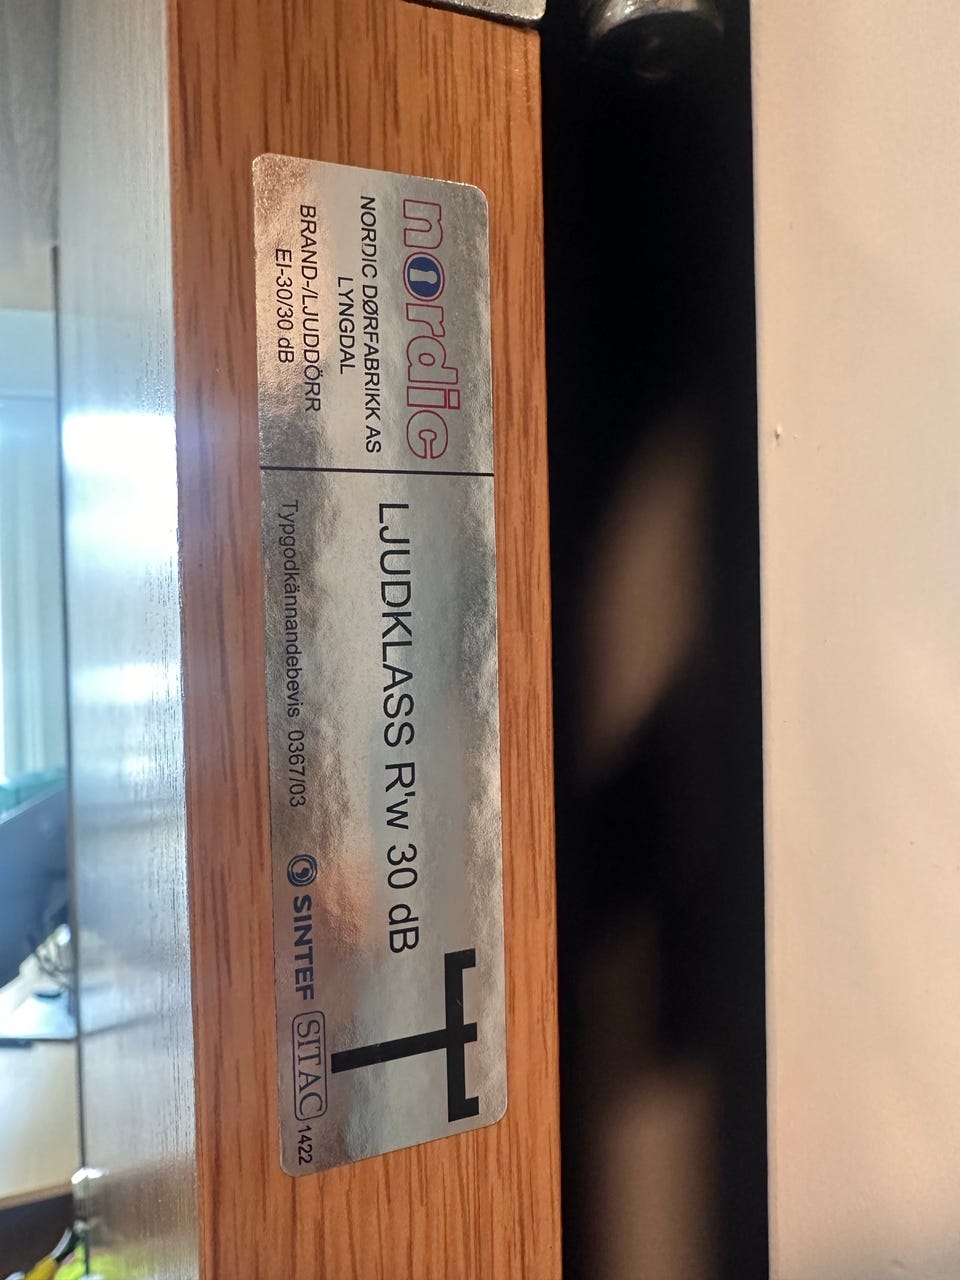 nordic
NORDIC DØRFABRIKK AS
LYNGDAL
BRAND-/LJUDDÖRR
EI-30/30 dB
LJUDKLASS R'w 30 dB
Typgodkännandebevis 0367/03
SINTEF
SITAC
1422